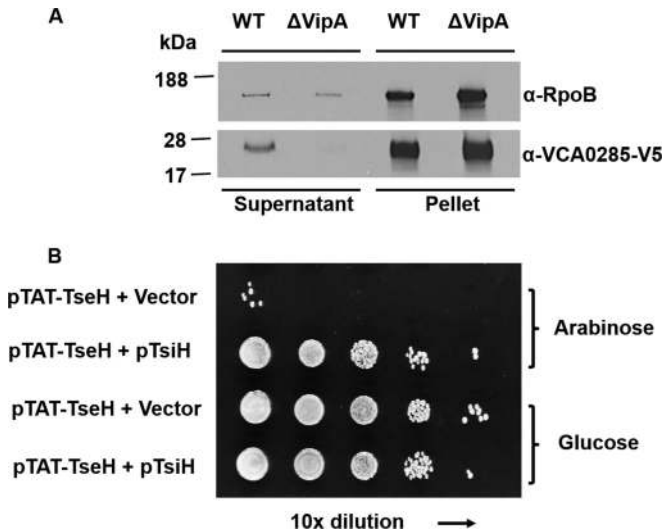 A
WT ΔVipA WT ΔVipA
kDa
188
α-RpoB
28
α-VCA0285-V5
17
Supernatant Pellet
B
pTAT-TseH + Vector
Arabinose
pTAT-TseH + pTsiH
pTAT-TseH + Vector
Glucose
pTAT-TseH + pTsiH
10x dilution